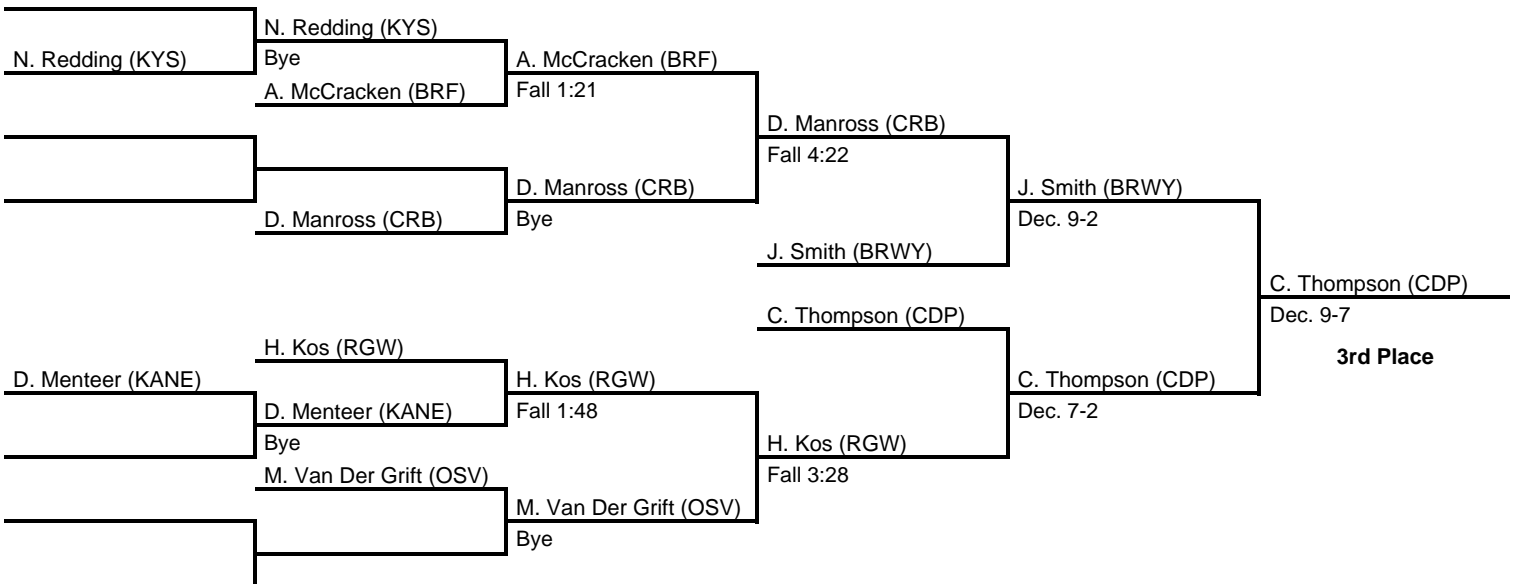 N. Redding (KYS)
N. Redding (KYS)
Bye
A. McCracken (BRF)
A. McCracken (BRF)
Fall 1:21
D. Manross (CRB)
Fall 4:22
D. Manross (CRB)
D. Manross (CRB)
Bye
J. Smith (BRWY)
Dec. 9-2
J. Smith (BRWY)
C. Thompson (CDP)
Dec. 9-7
3rd Place
C. Thompson (CDP)
H. Kos (RGW)
D. Menteer (KANE)
H. Kos (RGW)
C. Thompson (CDP)
D. Menteer (KANE)
Fall 1:48
Dec. 7-2
Bye
H. Kos (RGW)
M. Van Der Grift (OSV)
Fall 3:28
M. Van Der Grift (OSV)
Bye